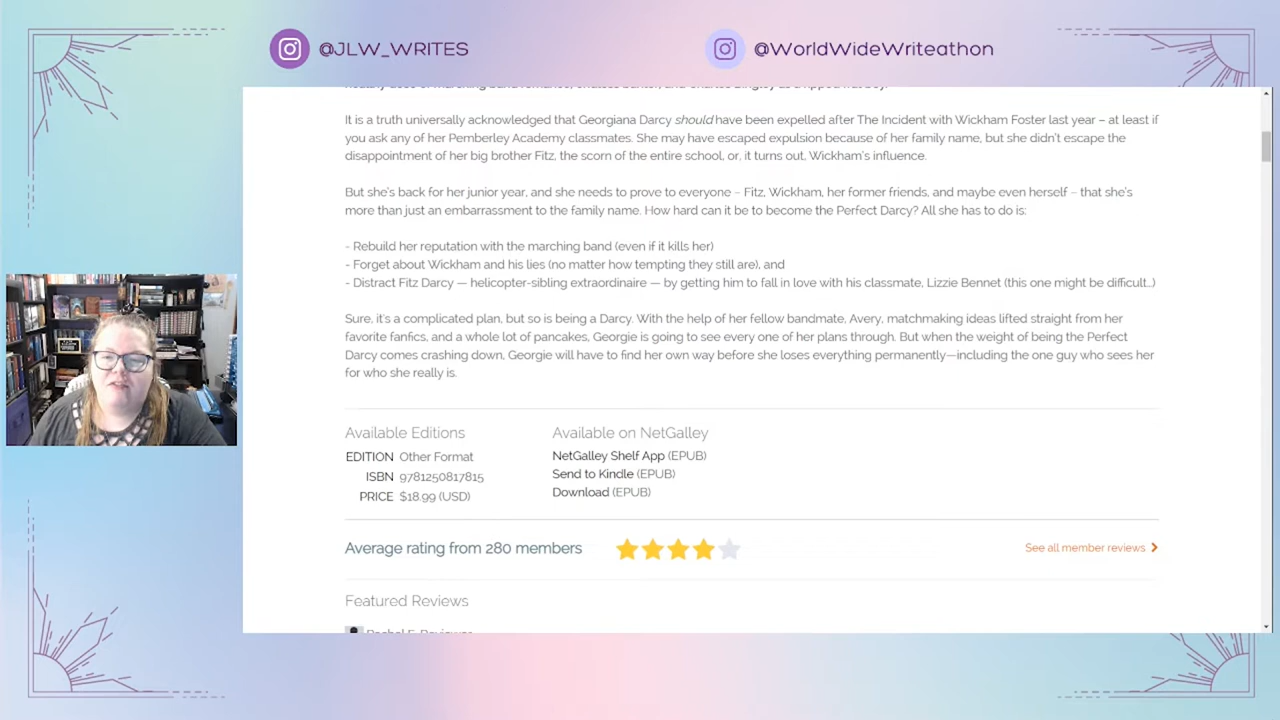 @JLW_WRITES
@WorldWideWriteathon
It is a truth universally acknowledged that Georgiana Darcy should have been expelled after The Incident with Wickham Foster last year – at least if
you ask any of her Pemberley Academy classmates. She may have escaped expulsion because of her family name, but she didn't escape the
disappointment of her big brother Fitz, the scorn of the entire school, or, it turns out, Wickham's influence.
But she's back for her junior year, and she needs to prove to everyone – Fitz, Wickham, her former friends, and maybe even herself – that she's
more than just an embarrassment to the family name. How hard can it be to become the Perfect Darcy? All she has to do is:
- Rebuild her reputation with the marching band (even if it kills her)
- Forget about Wickham and his lies (no matter how tempting they still are), and
- Distract Fitz Darcy — helicopter-sibling extraordinaire — by getting him to fall in love with his classmate, Lizzie Bennet (this one might be difficult...)
Sure, it's a complicated plan, but so is being a Darcy. With the help of her fellow bandmate, Avery, matchmaking ideas lifted straight from her
favorite fanfics, and a whole lot of pancakes, Georgie is going to see every one of her plans through. But when the weight of being the Perfect
Darcy comes crashing down, Georgie will have to find her own way before she loses everything permanently—including the one guy who sees her
for who she really is.
Available Editions
EDITION Other Format
ISBN 9781250817815
PRICE $18.99 (USD)
Available on NetGalley
NetGalley Shelf App (EPUB)
Send to Kindle (EPUB)
Download (EPUB)
Average rating from 280 members
See all member reviews
Featured Reviews